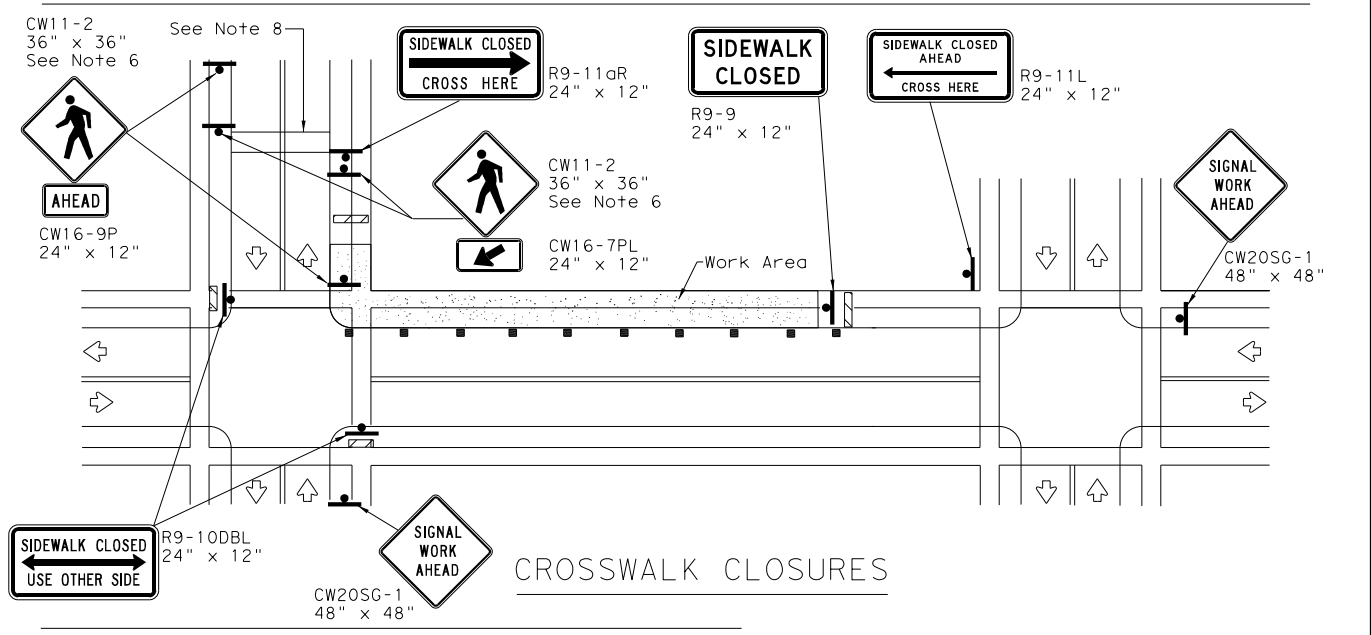 CW11-2
36" x 36"
See Note 6
See Note 8
AHEAD
CW16-9P
24" x 12"
SIDEWALK CLOSED
CROSS HERE
R9-11aR
24" x 12"
CW11-2
36" x 36"
See Note 6
CW16-7PL
24" x 12"
SIDEWALK
CLOSED
R9-9
24" x 12"
SIDEWALK CLOSED
AHEAD
CROSS HERE
R9-11L
24" x 12"
SIGNAL
WORK
AHEAD
CW20SG-1
48" x 48"
Work Area
SIDEWALK CLOSED
USE OTHER SIDE
R9-10DBL
24" x 12"
SIGNAL
WORK
AHEAD
CW20SG-1
48" x 48"
CROSSWALK CLOSURES